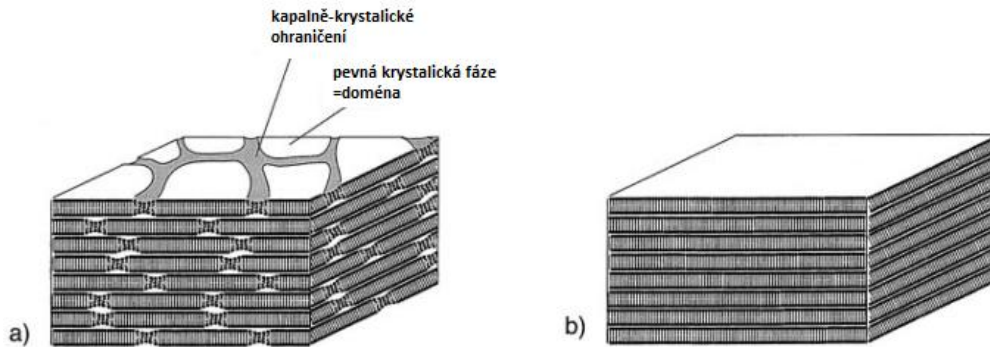 kapalně-krystalické
ohraničení
pevná krystalická fáze
=doména
a)
b)